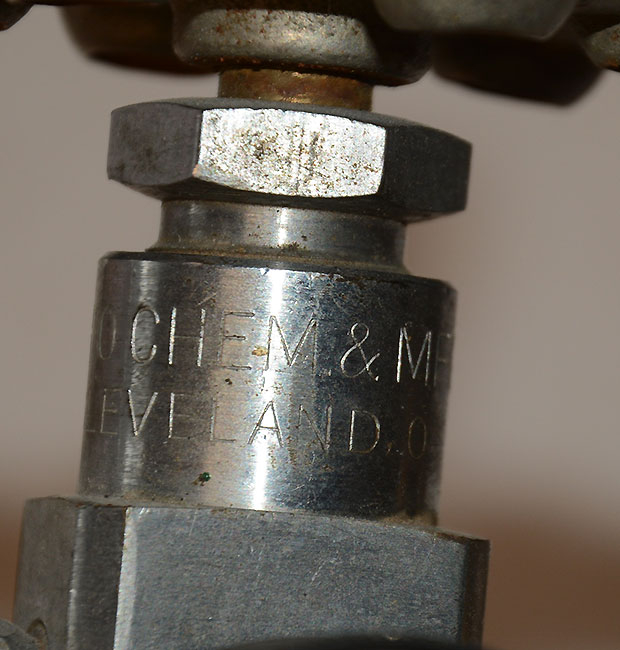 O CHEM. & MF
LEVELAND, O